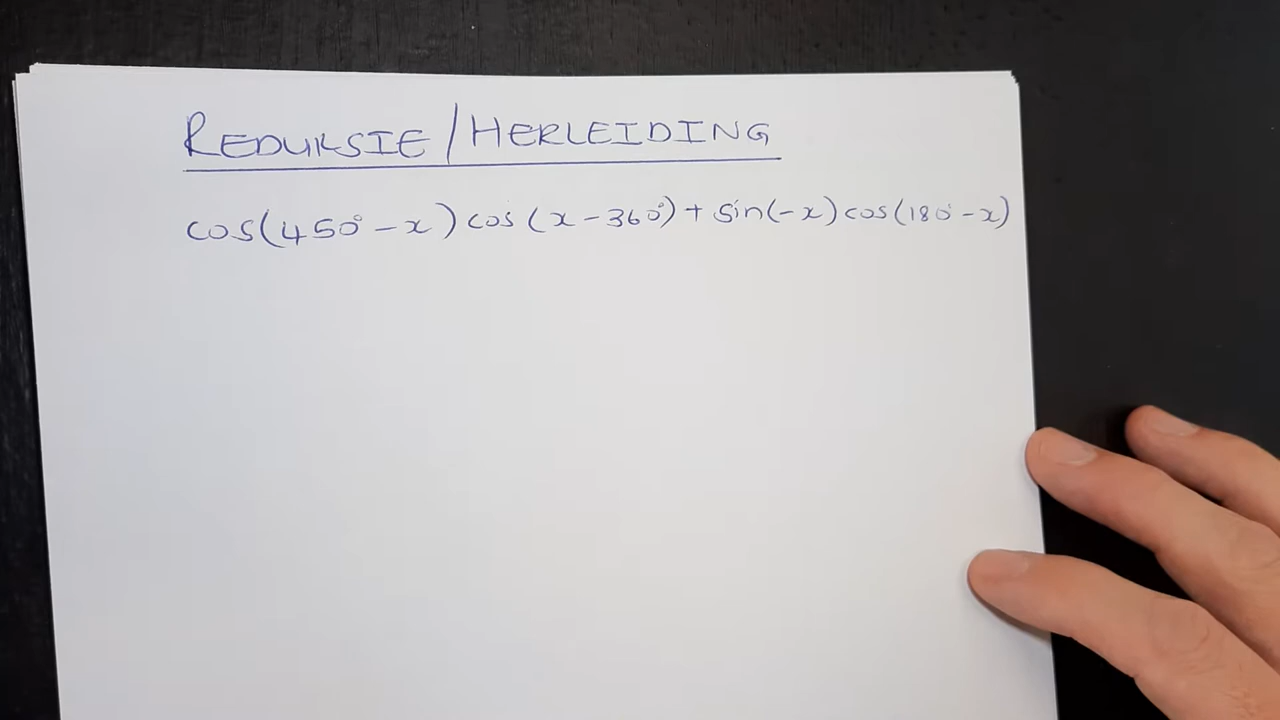 REDUKSIE/HERLEIDING
cos(450° - x) cos(x - 360°) + sin(-x) cos(180° - x)